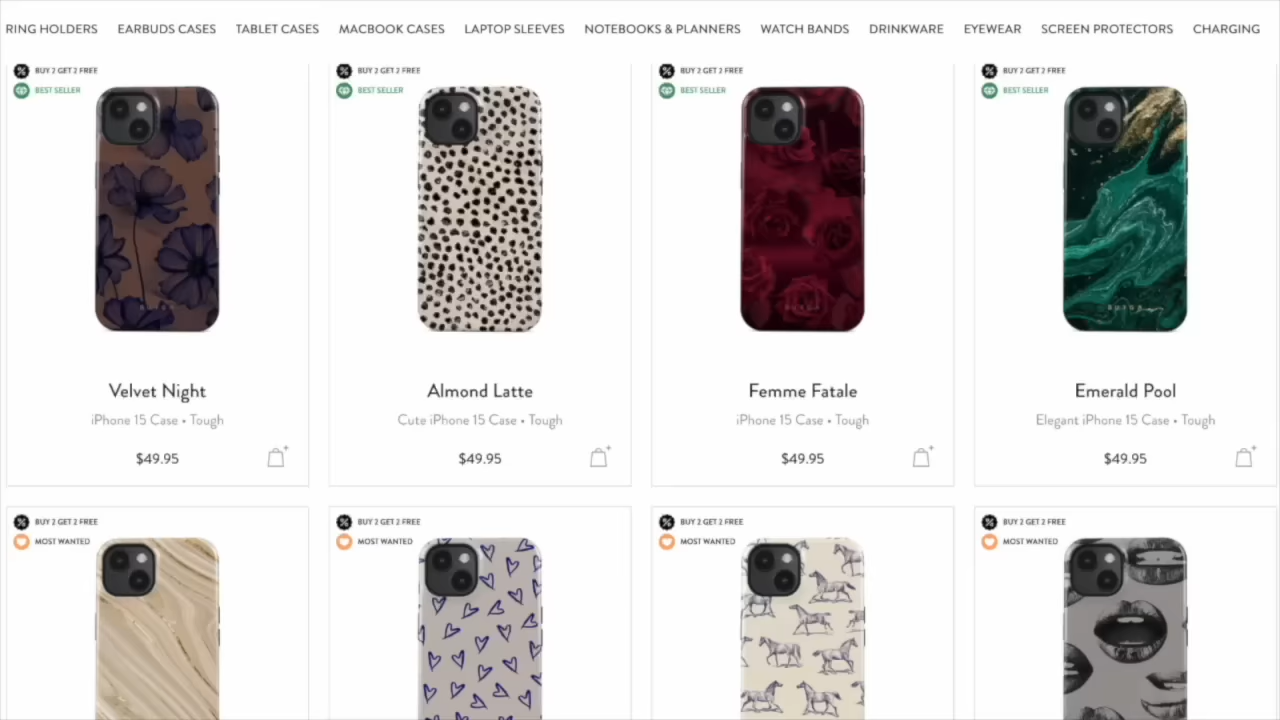 RING HOLDERS EARBUDS CASES TABLET CASES MACBOOK CASES LAPTOP SLEEVES NOTEBOOKS & PLANNERS WATCH BANDS DRINKWARE EYEWEAR SCREEN PROTECTORS CHARGING
BUY 2 GET 2 FREE BUY 2 GET 2 FREE BUY 2 GET 2 FREE BUY 2 GET 2 FREE
BEST SELLER BEST SELLER BEST SELLER BEST SELLER
Velvet Night Almond Latte Femme Fatale Emerald Pool
iPhone 15 Case • Tough Cute iPhone 15 Case • Tough iPhone 15 Case • Tough Elegant iPhone 15 Case • Tough
$49.95 $49.95 $49.95 $49.95
BUY 2 GET 2 FREE BUY 2 GET 2 FREE BUY 2 GET 2 FREE BUY 2 GET 2 FREE
MOST WANTED MOST WANTED MOST WANTED MOST WANTED